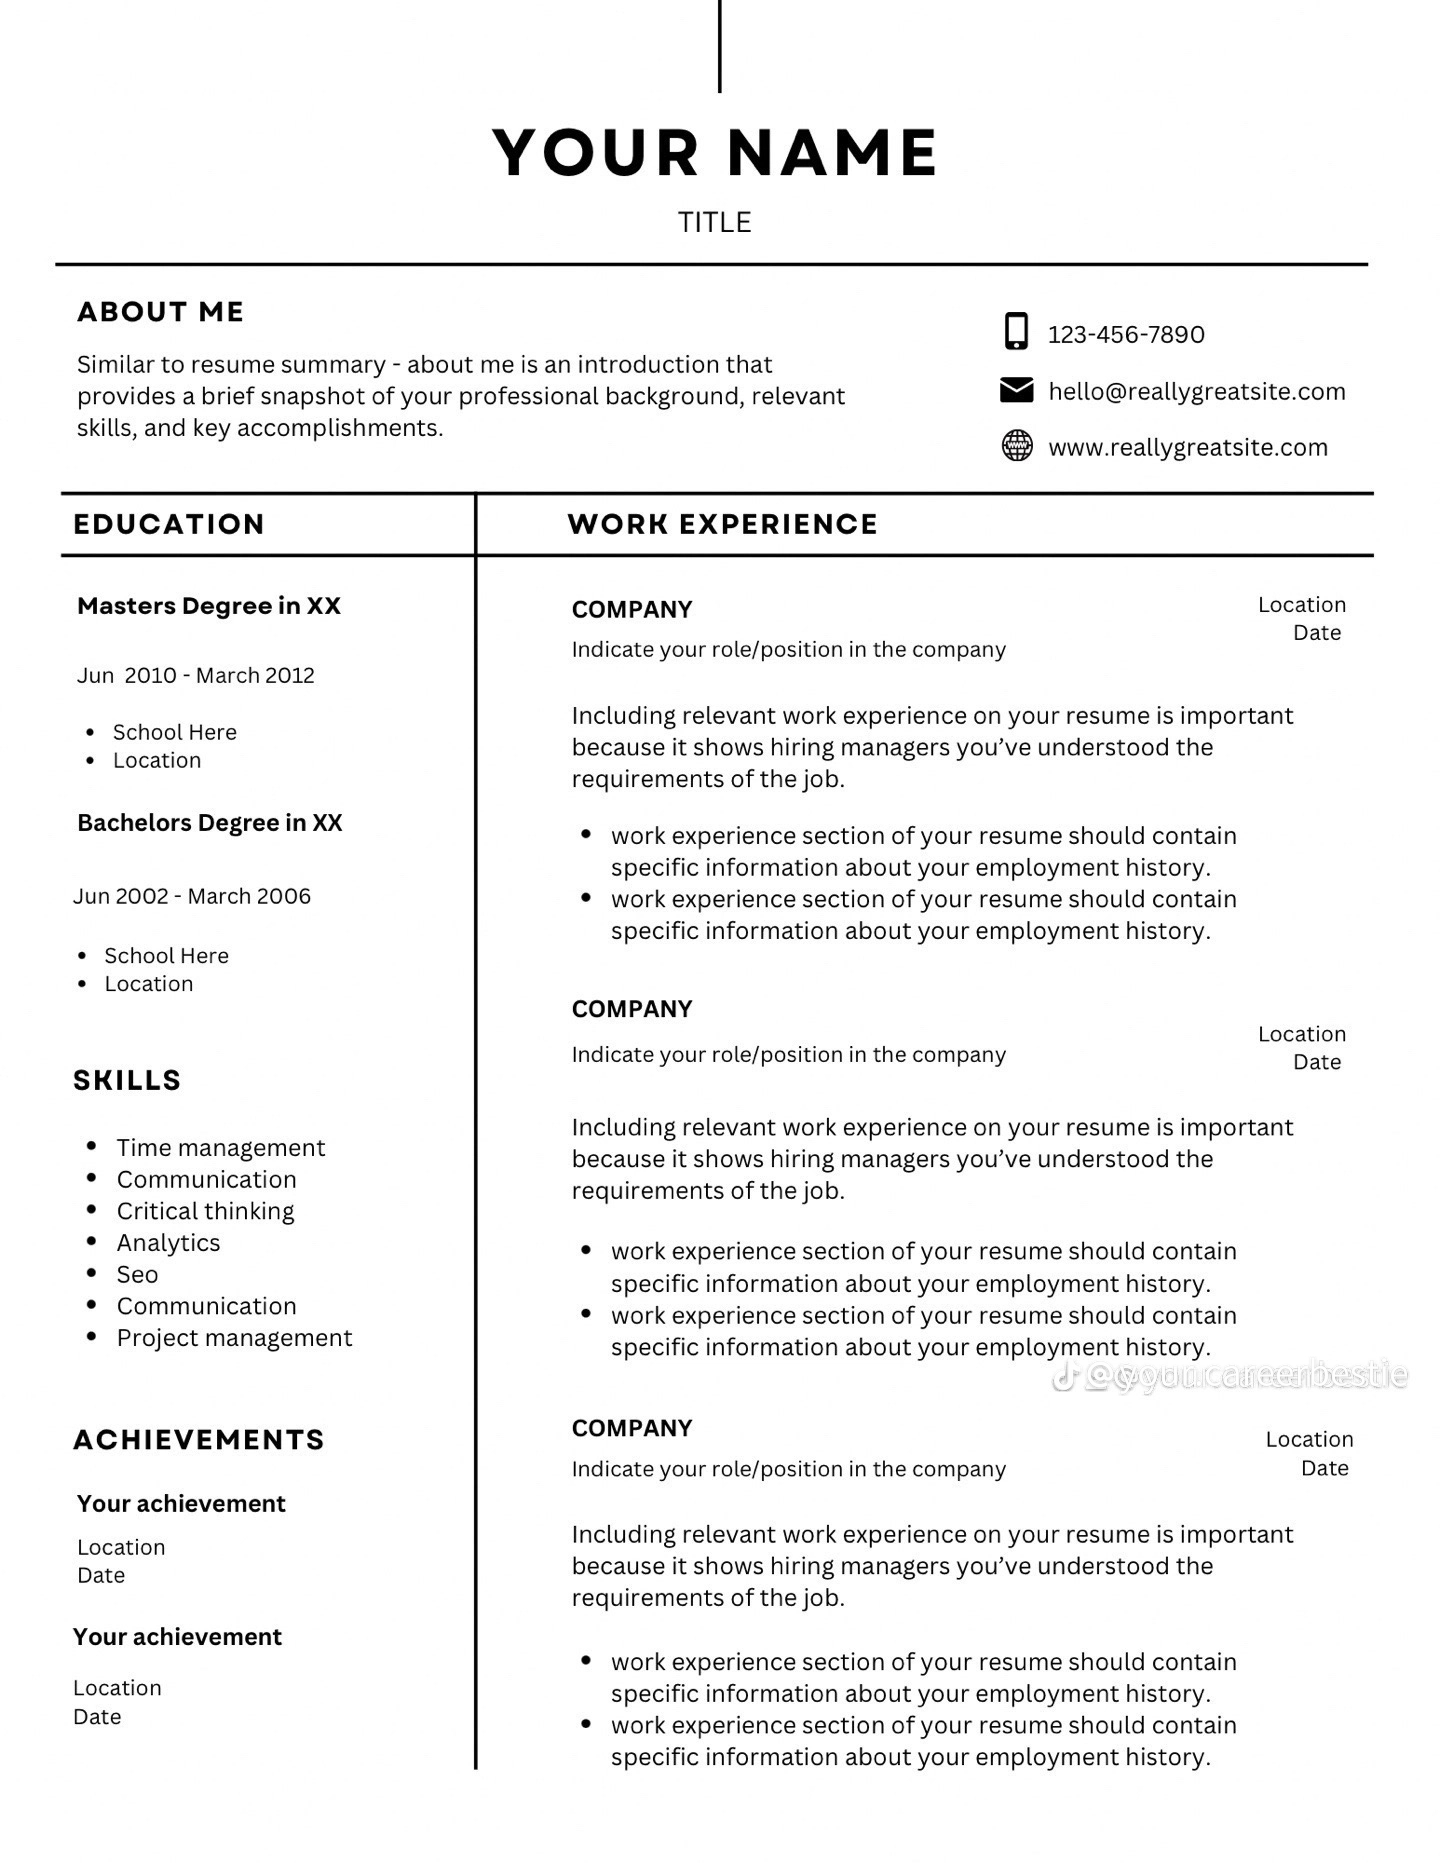 YOUR NAME
TITLE
ABOUT ME
Similar to resume summary - about me is an introduction that
provides a brief snapshot of your professional background, relevant
skills, and key accomplishments.
123-456-7890
hello@reallygreatsite.com
www.reallygreatsite.com
EDUCATION
Masters Degree in XX
Jun 2010 - March 2012
• School Here
• Location
Bachelors Degree in XX
Jun 2002 - March 2006
• School Here
• Location
SKILLS
• Time management
• Communication
• Critical thinking
• Analytics
• Seo
• Communication
• Project management
ACHIEVEMENTS
Your achievement
Location
Date
Your achievement
Location
Date
WORK EXPERIENCE
COMPANY
Location
Date
Indicate your role/position in the company
Including relevant work experience on your resume is important
because it shows hiring managers you’ve understood the
requirements of the job.
• work experience section of your resume should contain
specific information about your employment history.
• work experience section of your resume should contain
specific information about your employment history.
COMPANY
Location
Date
Indicate your role/position in the company
Including relevant work experience on your resume is important
because it shows hiring managers you’ve understood the
requirements of the job.
• work experience section of your resume should contain
specific information about your employment history.
• work experience section of your resume should contain
specific information about your employment history.
@your.careerbestie
COMPANY
Location
Date
Indicate your role/position in the company
Including relevant work experience on your resume is important
because it shows hiring managers you’ve understood the
requirements of the job.
• work experience section of your resume should contain
specific information about your employment history.
• work experience section of your resume should contain
specific information about your employment history.